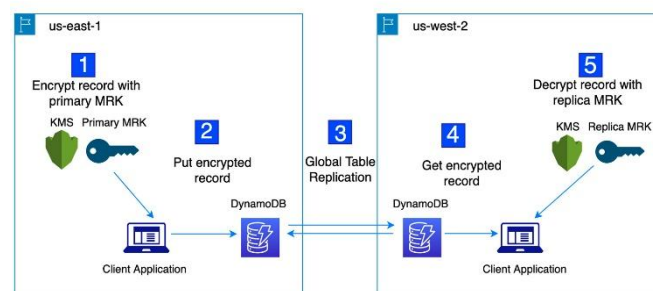 us-east-1
1
Encrypt record with
primary MRK
KMS Primary MRK
2
Put encrypted
record
DynamoDB
Client Application
3
Global Table
Replication
us-west-2
4
Get encrypted
record
DynamoDB
5
Decrypt record with
replica MRK
KMS Replica MRK
Client Application